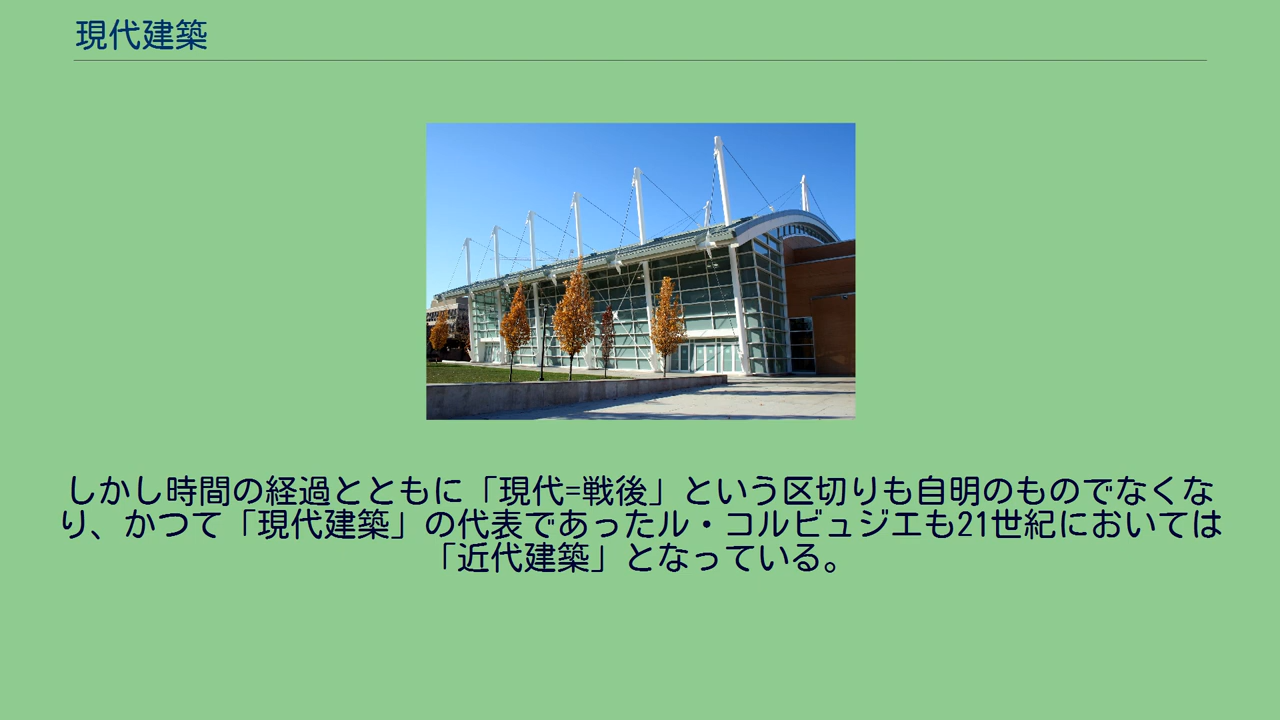 現代建築
しかし時間の経過とともに「現代=戦後」という区切りも自明のものでなくな
り、かつて「現代建築」の代表であったル・コルビュジエも21世紀においては
「近代建築」となっている。